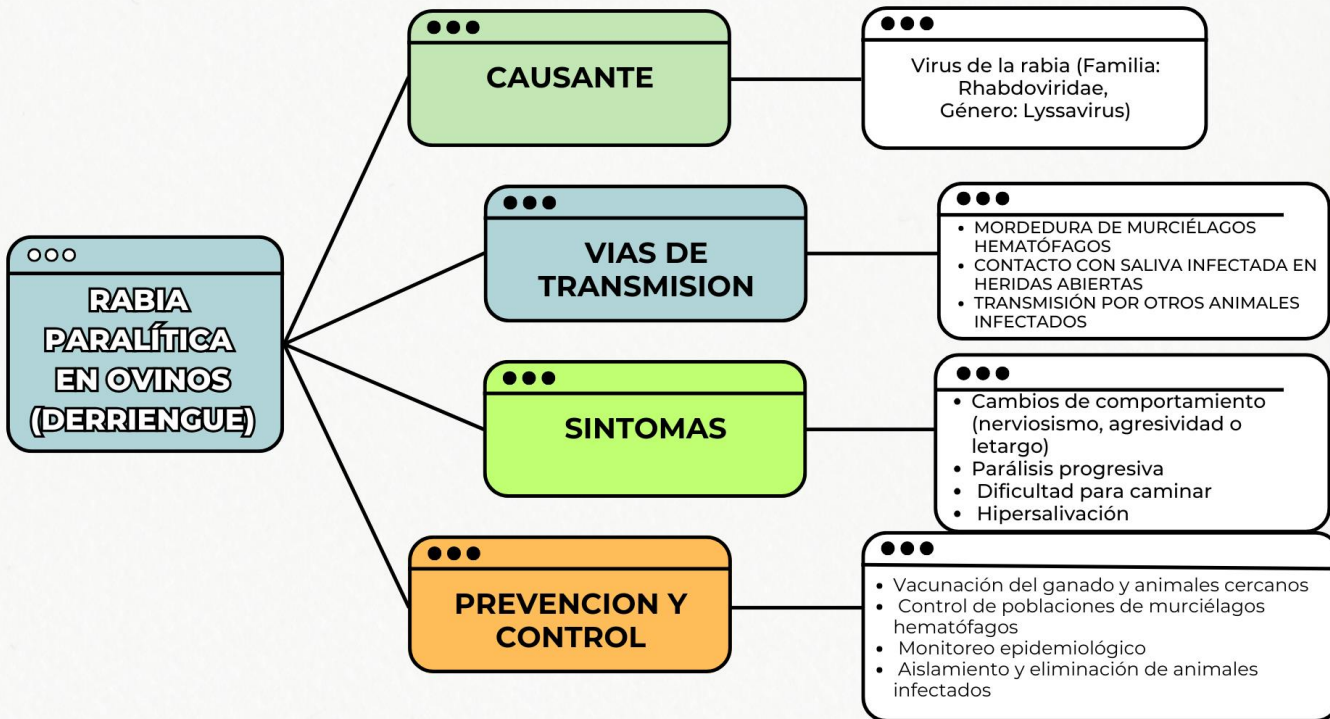 RABIA
PARALÍTICA
EN OVINOS
(DERRIENGUE)
CAUSANTE
Virus de la rabia (Familia:
Rhabdoviridae,
Género: Lyssavirus)
VIAS DE
TRANSMISION
• MORDEDURA DE MURCIÉLAGOS
HEMATÓFAGOS
• CONTACTO CON SALIVA INFECTADA EN
HERIDAS ABIERTAS
• TRANSMISIÓN POR OTROS ANIMALES
INFECTADOS
SINTOMAS
• Cambios de comportamiento
(nerviosismo, agresividad o
letargo)
• Parálisis progresiva
• Dificultad para caminar
• Hipersalivación
PREVENCION Y
CONTROL
• Vacunación del ganado y animales cercanos
• Control de poblaciones de murciélagos
hematófagos
• Monitoreo epidemiológico
• Aislamiento y eliminación de animales
infectados